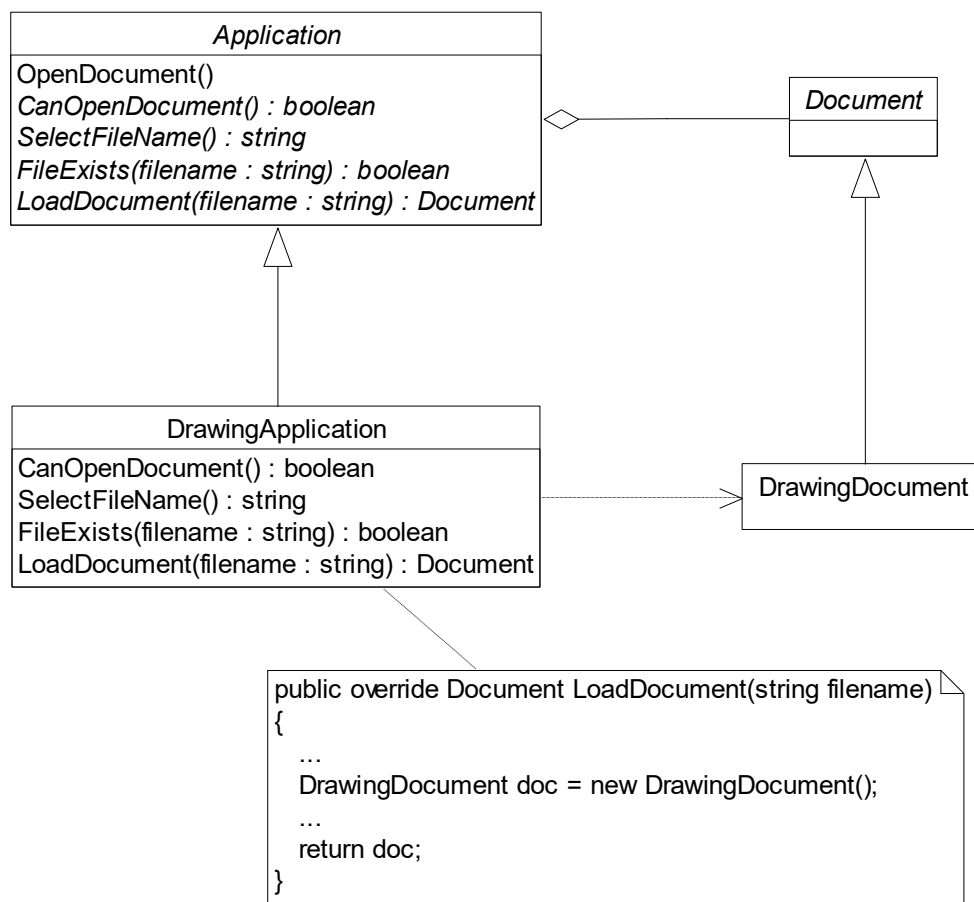 Application
OpenDocument()
CanOpenDocument() : boolean
SelectFileName() : string
FileExists(filename : string) : boolean
LoadDocument(filename : string) : Document
Document
DrawingApplication
CanOpenDocument() : boolean
SelectFileName() : string
FileExists(filename : string) : boolean
LoadDocument(filename : string) : Document
DrawingDocument
public override Document LoadDocument(string filename)
{
...
DrawingDocument doc = new DrawingDocument();
...
return doc;
}